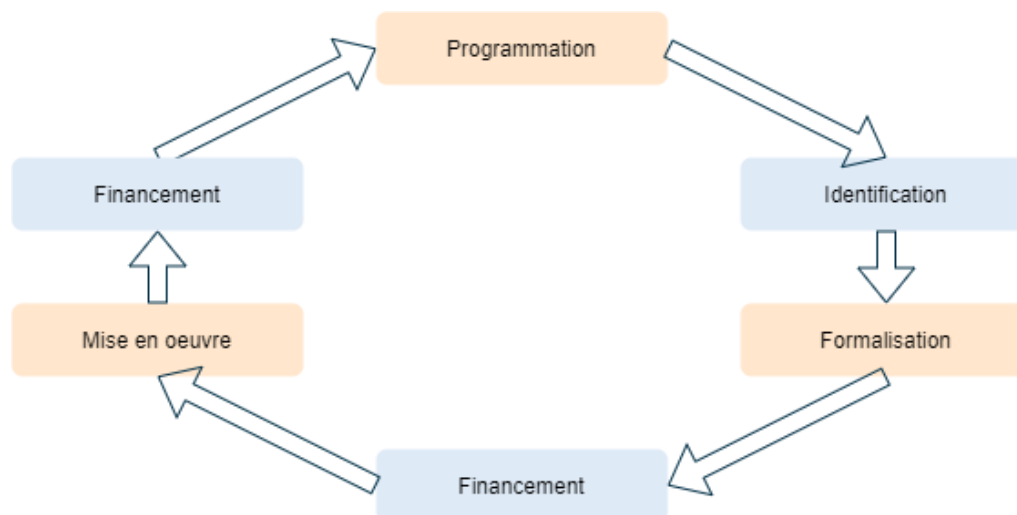 Programmation
Financement
Identification
Mise en oeuvre
Formalisation
Financement